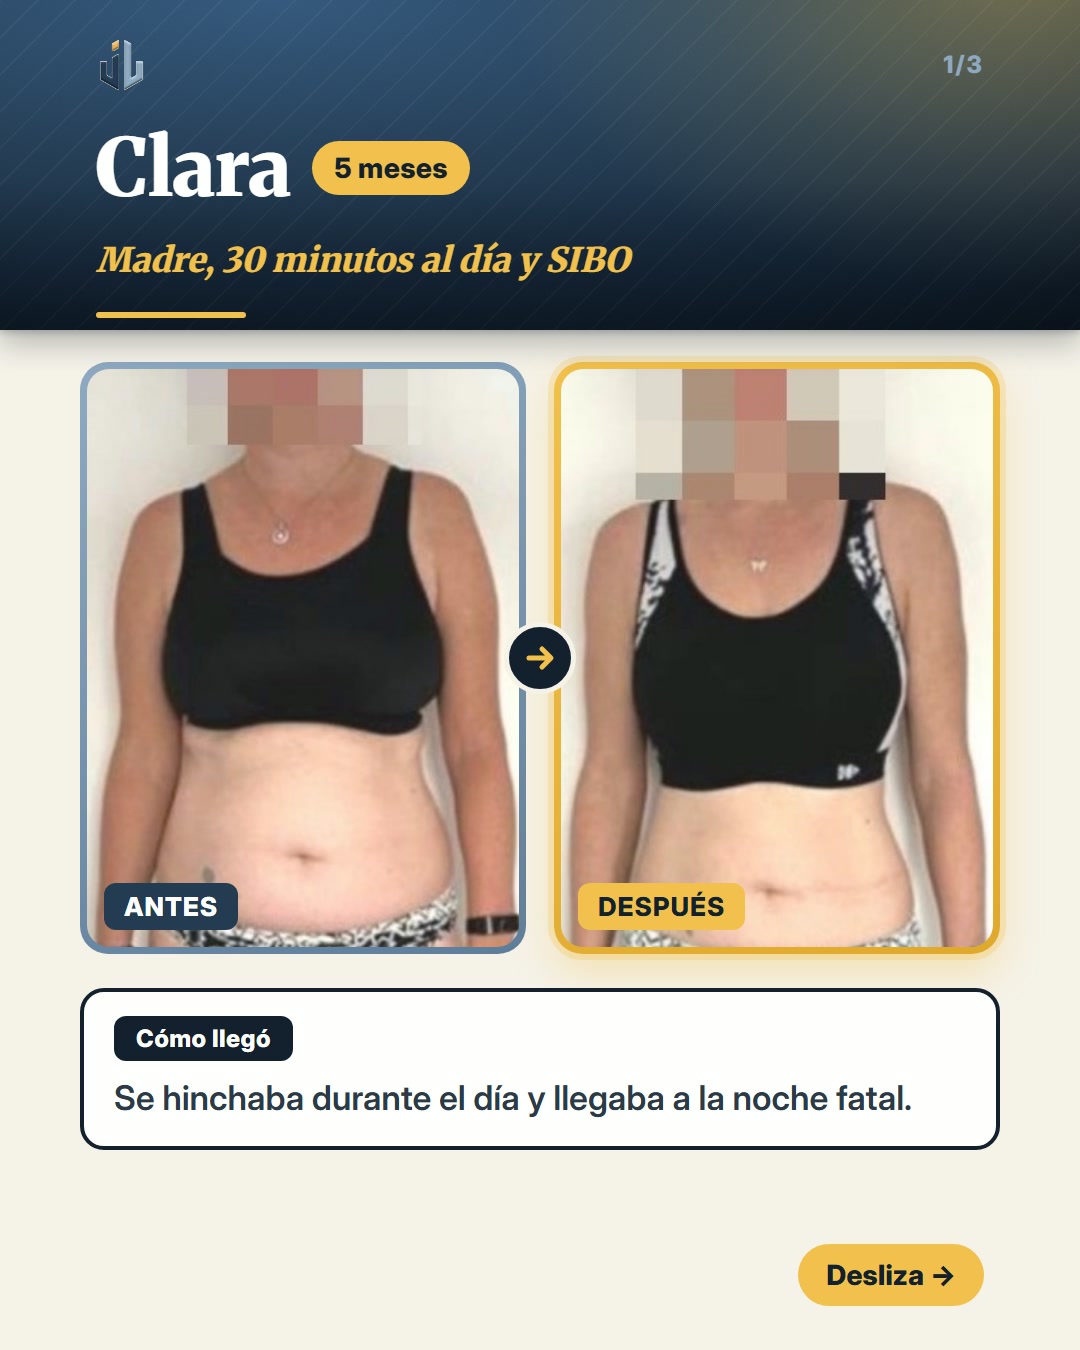 1/3
Clara
5 meses
Madre, 30 minutos al día y SIBO
ANTES
DESPUÉS
Cómo llegó
Se hinchaba durante el día y llegaba a la noche fatal.
Desliza →